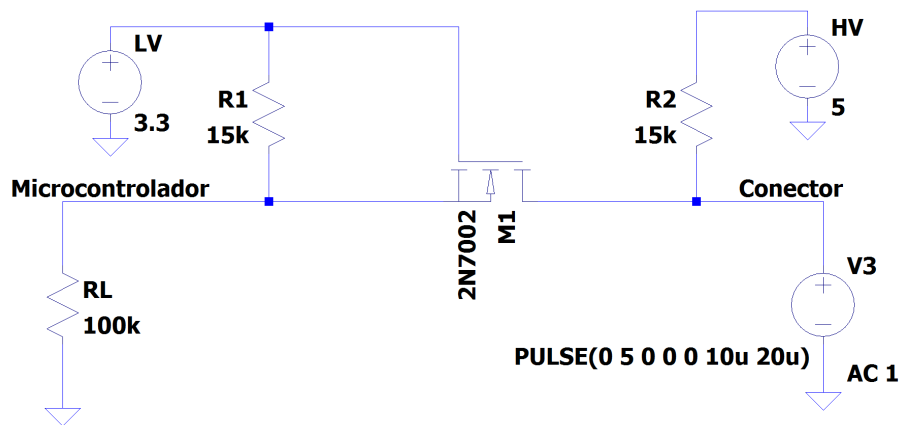 LV
3.3
R1
15k
R2
15k
HV
5
Microcontrolador
Conector
2N7002
M1
RL
100k
V3
PULSE(0 5 0 0 0 10u 20u)
AC 1